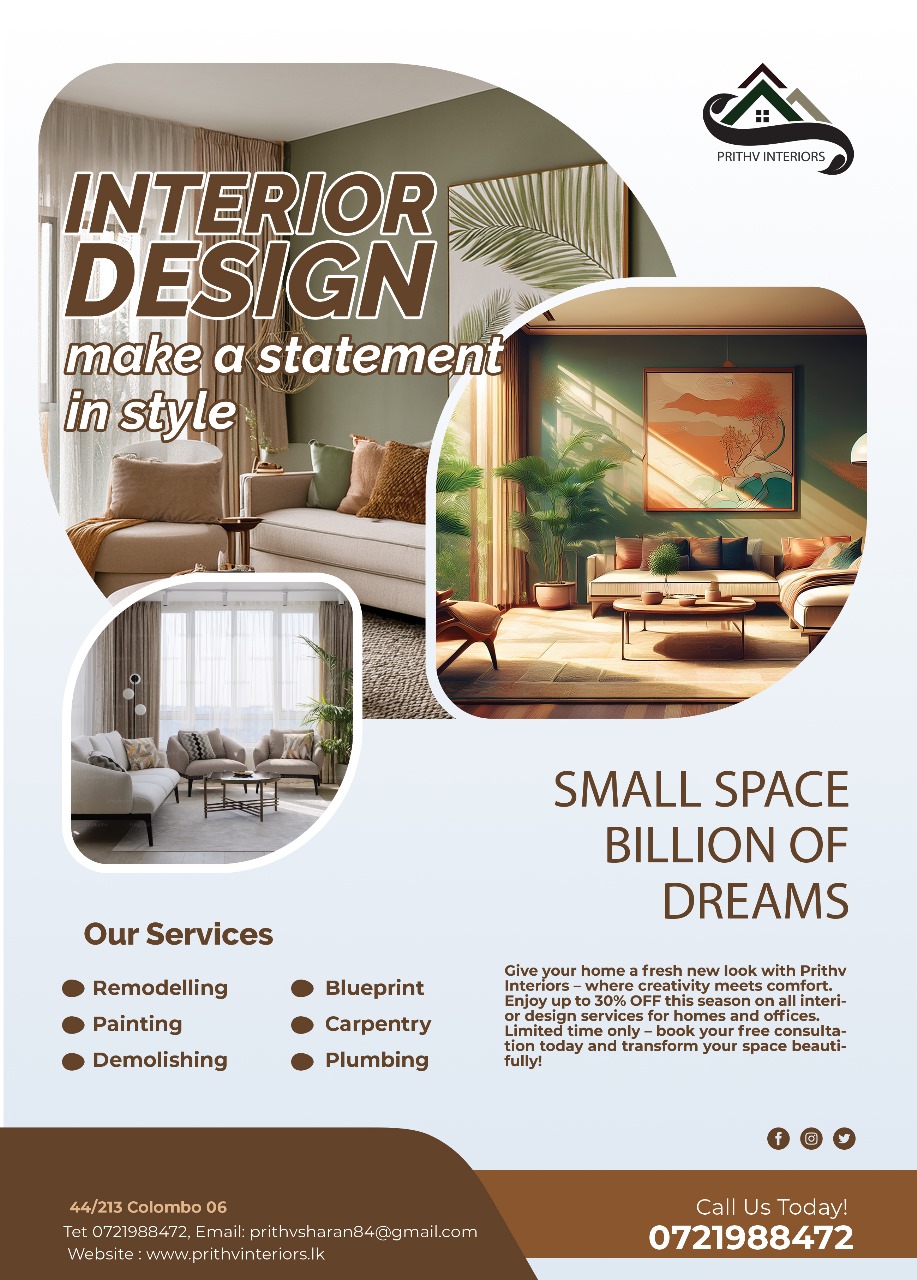 PRITHV INTERIORS
INTERIOR
DESIGN
make a statement
in style
SMALL SPACE
BILLION OF
DREAMS
Our Services
Remodelling
Painting
Demolishing
Blueprint
Carpentry
Plumbing
Give your home a fresh new look with Prithv
Interiors – where creativity meets comfort.
Enjoy up to 30% OFF this season on all interi-
or design services for homes and offices.
Limited time only – book your free consulta-
tion today and transform your space beauti-
fully!
44/213 Colombo 06
Tet 0721988472, Email: prithvsharan84@gmail.com
Website : www.prithvinteriors.lk
Call Us Today!
0721988472